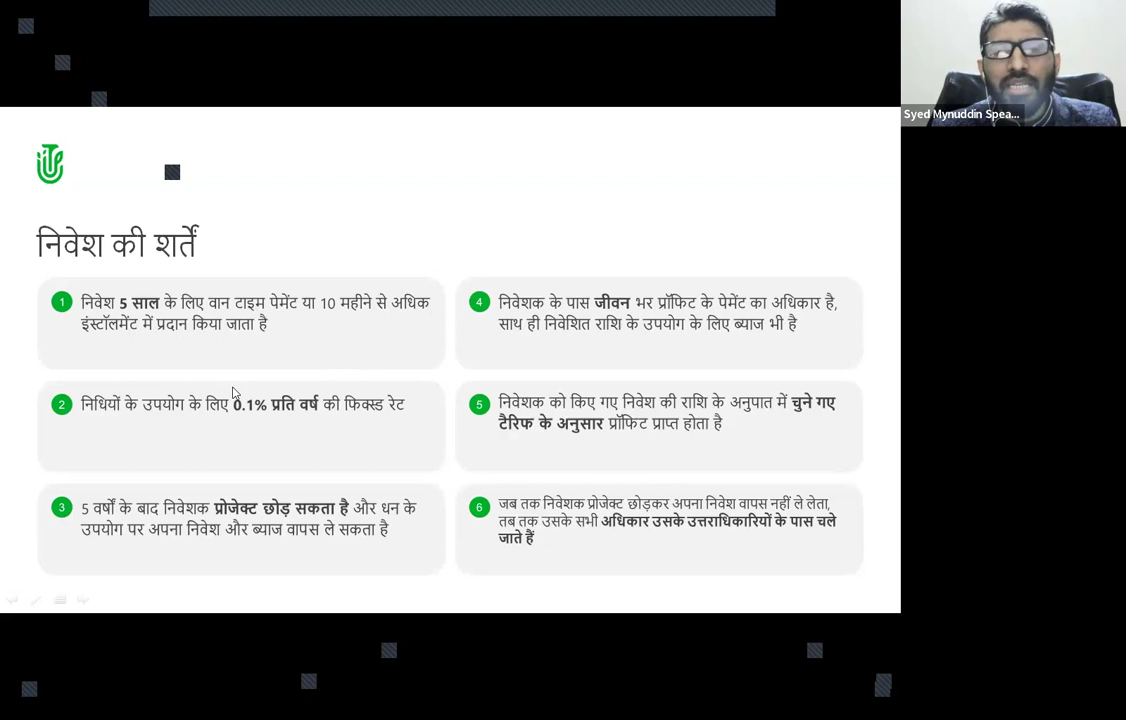 Syed Mynuddin Spea...
निवेश की शर्तें
1
निवेश 5 साल के लिए वान टाइम पेमेंट या 10 महीने से अधिक
इंस्टॉलमेंट में प्रदान किया जाता है
2
निधियों के उपयोग के लिए 0.1% प्रति वर्ष की फिक्स्ड रेट
3
5 वर्षों के बाद निवेशक प्रोजेक्ट छोड़ सकता है और धन के
उपयोग पर अपना निवेश और ब्याज वापस ले सकता है
4
निवेशक के पास जीवन भर प्रॉफिट के पेमेंट का अधिकार है,
साथ ही निवेशित राशि के उपयोग के लिए ब्याज भी है
5
निवेशक को किए गए निवेश की राशि के अनुपात में चुने गए
टैरिफ के अनुसार प्रॉफिट प्राप्त होता है
6
जब तक निवेशक प्रोजेक्ट छोड़कर अपना निवेश वापस नहीं ले लेता,
तब तक उसके सभी अधिकार उसके उत्तराधिकारियों के पास चले
जाते हैं